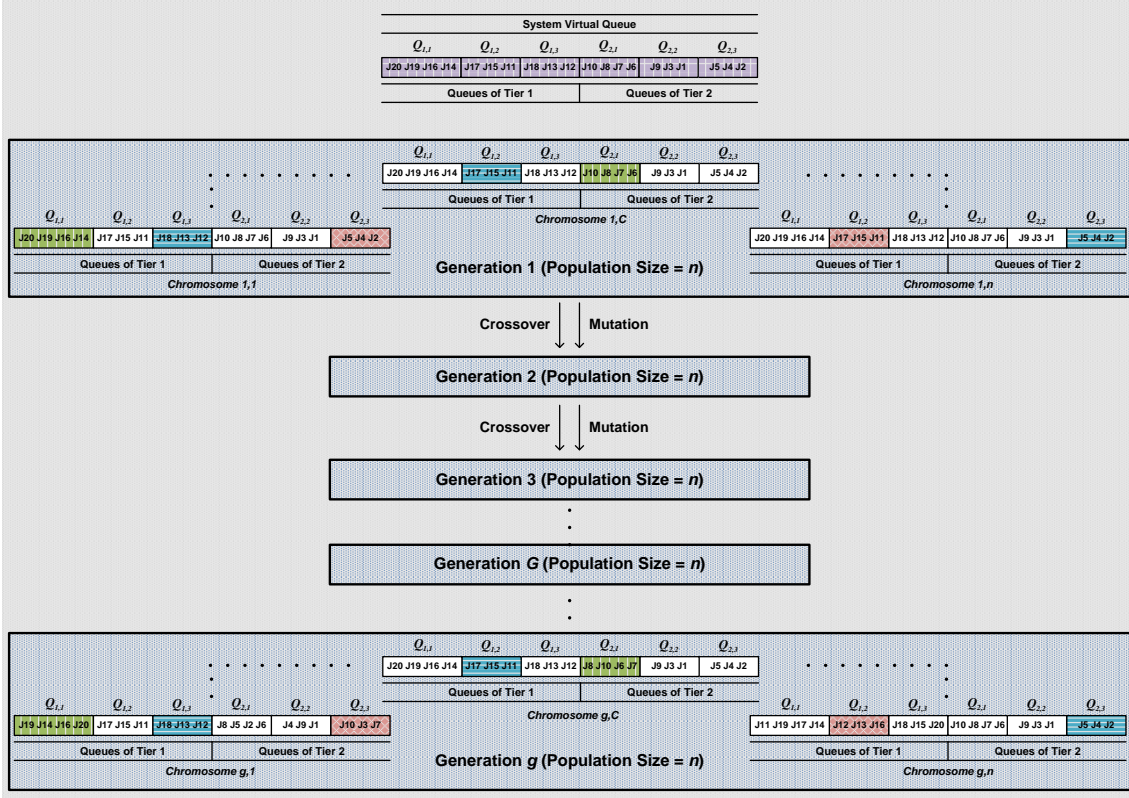 System Virtual Queue
Q1,1 Q1,2 Q1,3 Q2,1 Q2,2 Q2,3
J20 J19 J16 J14 J17 J15 J11 J18 J13 J12 J10 J8 J7 J6 J9 J3 J1 J5 J4 J2
Queues of Tier 1 Queues of Tier 2
Q1,1 Q1,2 Q1,3 Q2,1 Q2,2 Q2,3
J20 J19 J16 J14 J17 J15 J11 J18 J13 J12 J10 J8 J7 J6 J9 J3 J1 J5 J4 J2
Queues of Tier 1 Queues of Tier 2
Chromosome 1,C
Q1,1 Q1,2 Q1,3 Q2,1 Q2,2 Q2,3
J20 J19 J16 J14 J17 J15 J11 J18 J13 J12 J10 J8 J7 J6 J9 J3 J1 J5 J4 J2
Queues of Tier 1 Queues of Tier 2
Chromosome 1,1
Generation 1 (Population Size = n)
Q1,1 Q1,2 Q1,3 Q2,1 Q2,2 Q2,3
J20 J19 J16 J14 J17 J15 J11 J18 J13 J12 J10 J8 J7 J6 J9 J3 J1 J5 J4 J2
Queues of Tier 1 Queues of Tier 2
Chromosome 1,n
Crossover Mutation
Generation 2 (Population Size = n)
Crossover Mutation
Generation 3 (Population Size = n)
Generation G (Population Size = n)
Q1,1 Q1,2 Q1,3 Q2,1 Q2,2 Q2,3
J20 J19 J16 J14 J17 J15 J11 J18 J13 J12 J8 J10 J6 J7 J9 J3 J1 J5 J4 J2
Queues of Tier 1 Queues of Tier 2
Chromosome g,C
Q1,1 Q1,2 Q1,3 Q2,1 Q2,2 Q2,3
J19 J14 J16 J20 J17 J15 J11 J18 J13 J12 J8 J5 J2 J6 J4 J9 J1 J10 J3 J7
Queues of Tier 1 Queues of Tier 2
Chromosome g,1
Generation g (Population Size = n)
Q1,1 Q1,2 Q1,3 Q2,1 Q2,2 Q2,3
J11 J19 J17 J14 J12 J13 J16 J18 J15 J20 J10 J8 J7 J6 J9 J3 J1 J5 J4 J2
Queues of Tier 1 Queues of Tier 2
Chromosome g,n